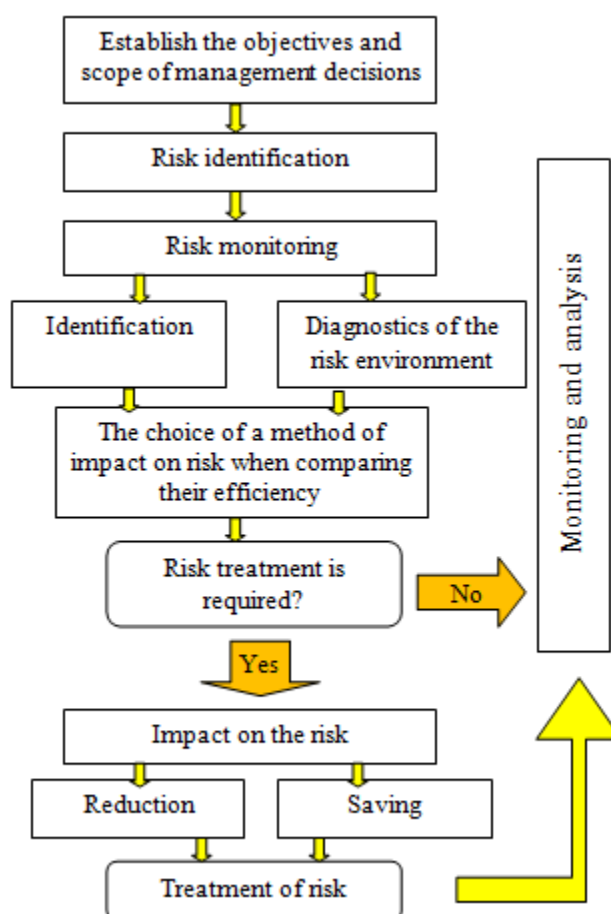 Establish the objectives and
scope of management decisions
Risk identification
Risk monitoring
Identification
Diagnostics of the
risk environment
The choice of a method of
impact on risk when comparing
their efficiency
Risk treatment is
required?
No
Yes
Impact on the risk
Reduction
Saving
Treatment of risk
Monitoring and analysis